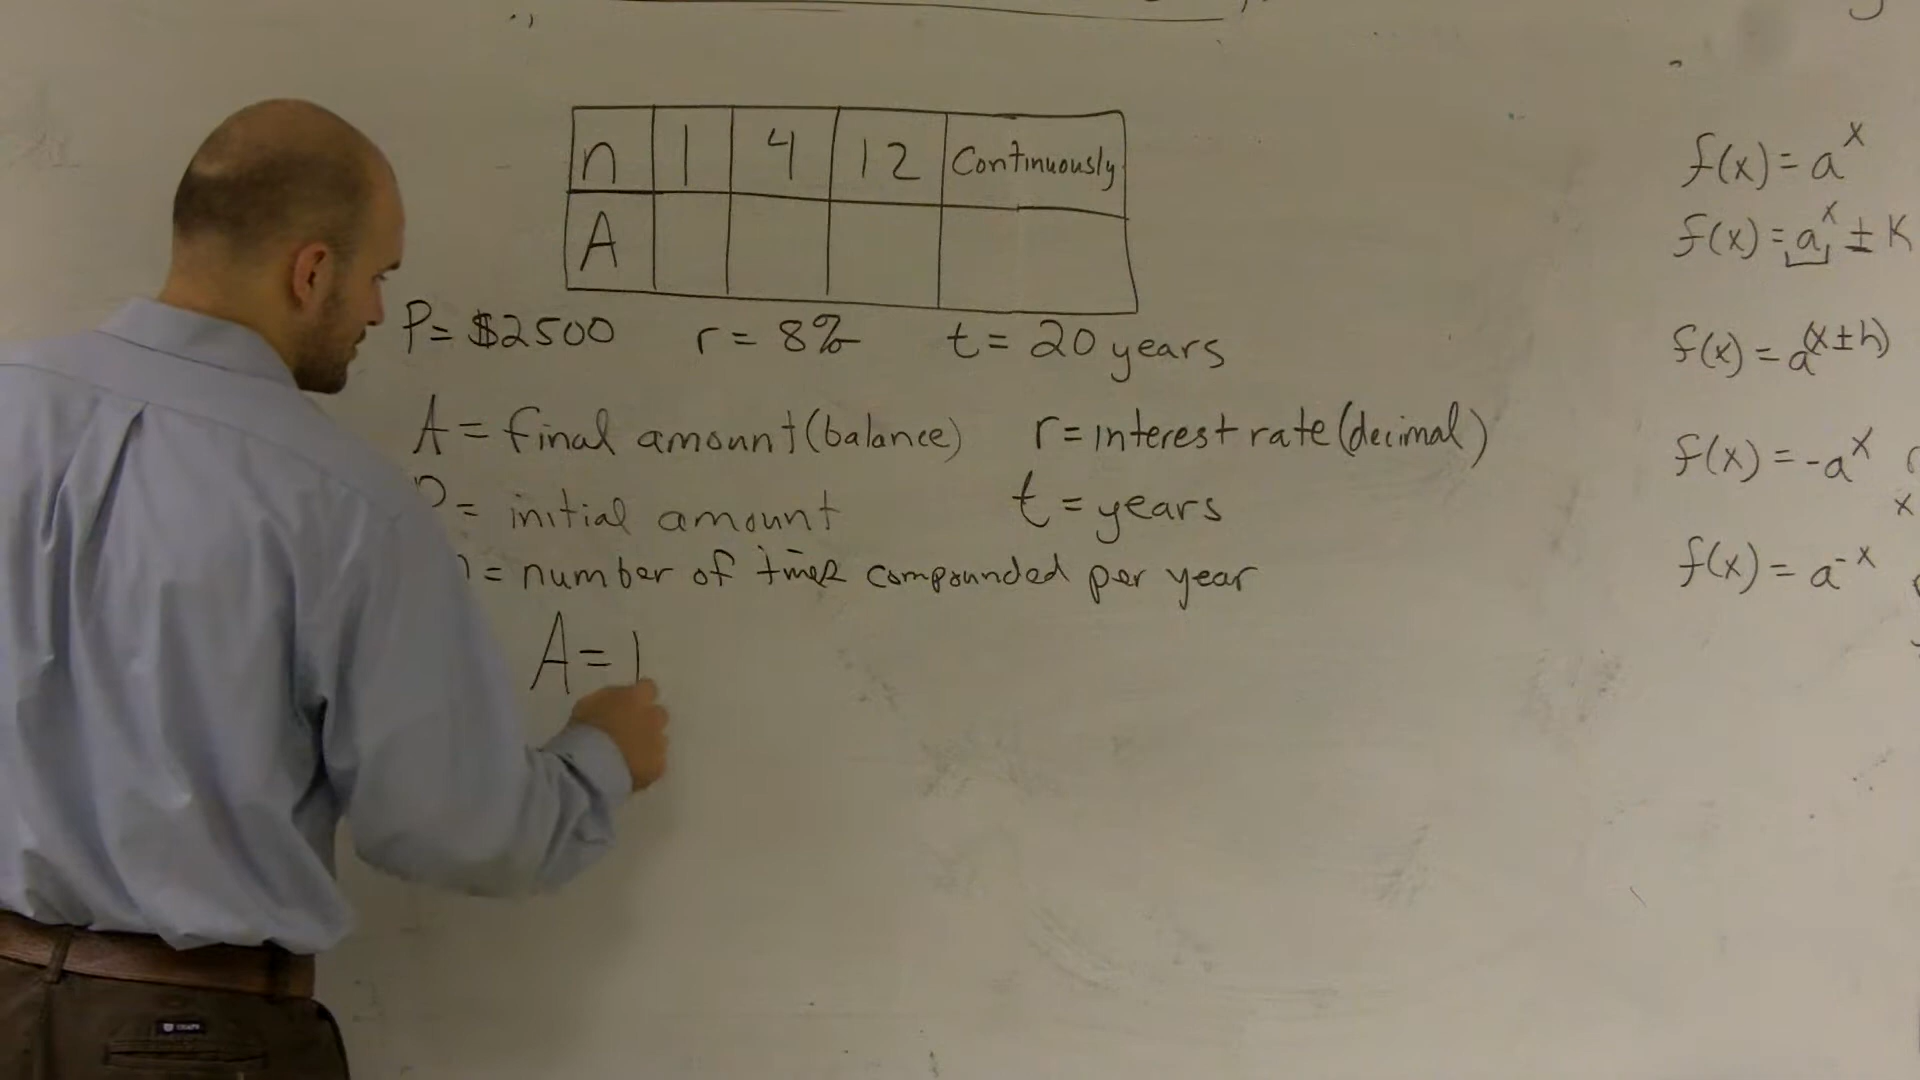 n 1 4 12 Continuously
A
P = $2500 r = 8% t = 20 years
A = final amount (balance) r = interest rate (decimal)
P = initial amount t = years
n = number of times compounded per year
A =
f(x) = a^x
f(x) = a^x ± K
f(x) = a^(x±h)
f(x) = -a^x
x
f(x) = a^-x